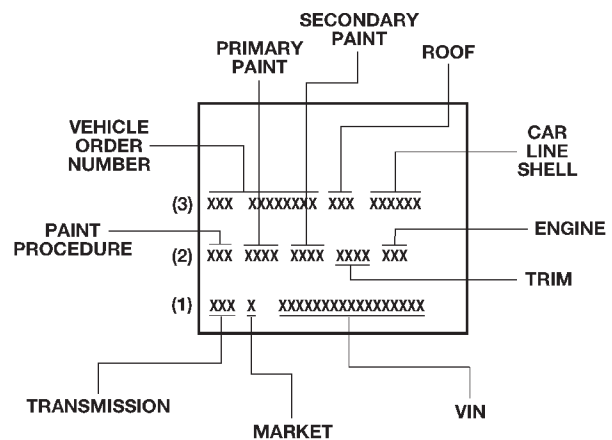 SECONDARY
PAINT
PRIMARY
PAINT
ROOF
VEHICLE
ORDER
NUMBER
CAR
LINE
SHELL
(3) XXX XXXXXXXX XXX XXXXXX
PAINT
PROCEDURE
ENGINE
(2) XXX XXXX XXXX XXXX XXX
TRIM
(1) XXX X XXXXXXXXXXXXXXXXX
TRANSMISSION
MARKET
VIN